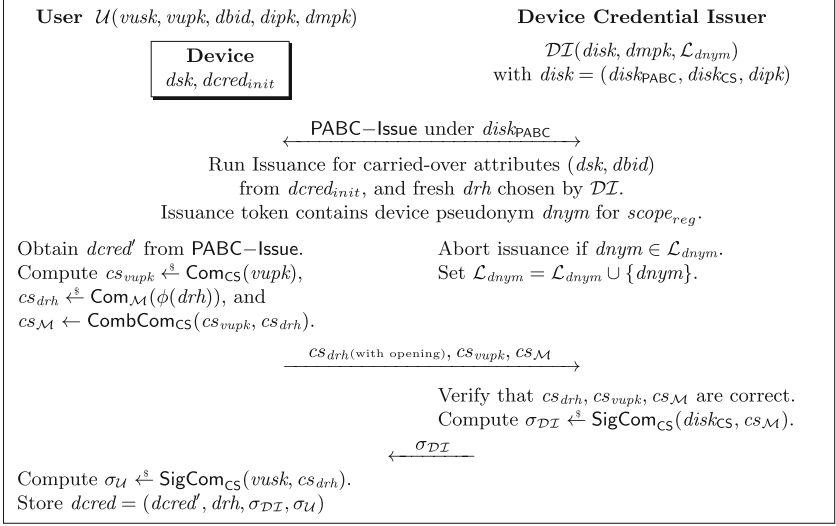 User U(vusk, vupk, dbid, dipk, dmpk)
Device
dsk, dcred_init
Device Credential Issuer
DI(disk, dmpk, L_dnym)
with disk = (disk_PABC, disk_CS, dipk)
PABC−Issue under disk_PABC
Run Issuance for carried-over attributes (dsk, dbid)
from dcred_init, and fresh drh chosen by DI.
Issuance token contains device pseudonym dnym for scope_reg.
Obtain dcred′ from PABC−Issue.
Compute cs_vupk ←$ Com_CS(vupk),
cs_drh ←$ Com_M(ϕ(drh)), and
cs_M ← CombCom_CS(cs_vupk, cs_drh).
Abort issuance if dnym ∈ L_dnym.
Set L_dnym = L_dnym ∪ {dnym}.
cs_drh(with opening), cs_vupk, cs_M
Verify that cs_drh, cs_vupk, cs_M are correct.
Compute σ_DI ←$ SigCom_CS(disk_CS, cs_M).
σ_DI
Compute σ_U ←$ SigCom_CS(vusk, cs_drh).
Store dcred = (dcred′, drh, σ_DI, σ_U)